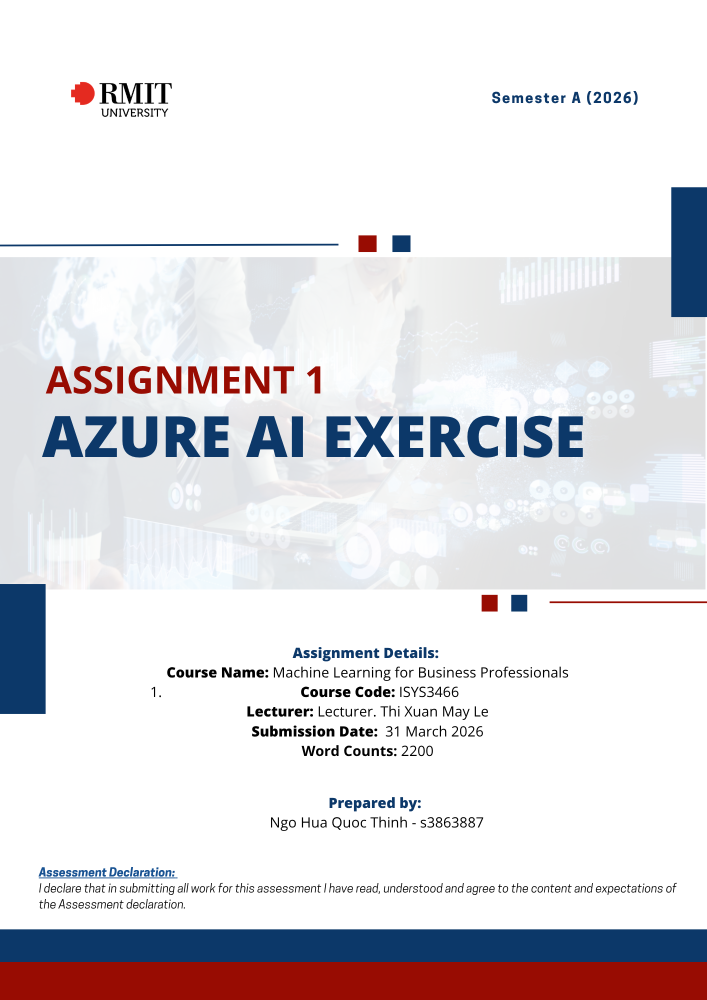 RMIT
UNIVERSITY
Semester A (2026)
ASSIGNMENT 1
AZURE AI EXERCISE
Assignment Details:
Course Name: Machine Learning for Business Professionals
1. Course Code: ISYS3466
Lecturer: Lecturer. Thi Xuan May Le
Submission Date: 31 March 2026
Word Counts: 2200
Prepared by:
Ngo Hua Quoc Thinh - s3863887
Assessment Declaration:
I declare that in submitting all work for this assessment I have read, understood and agree to the content and expectations of
the Assessment declaration.